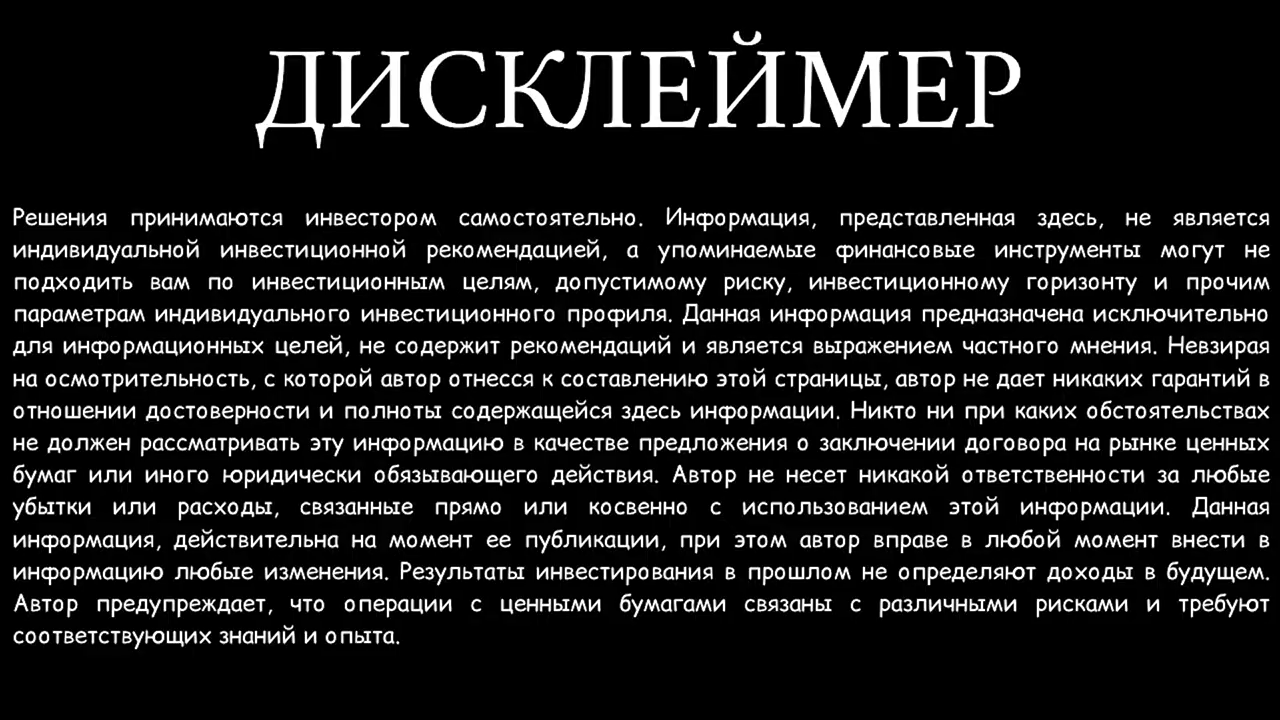 ДИСКЛЕЙМЕР
Решения принимаются инвестором самостоятельно. Информация, представленная здесь, не является
индивидуальной инвестиционной рекомендацией, а упоминаемые финансовые инструменты могут не
подходить вам по инвестиционным целям, допустимому риску, инвестиционному горизонту и прочим
параметрам индивидуального инвестиционного профиля. Данная информация предназначена исключительно
для информационных целей, не содержит рекомендаций и является выражением частного мнения. Невзирая
на осмотрительность, с которой автор отнесся к составлению этой страницы, автор не дает никаких гарантий в
отношении достоверности и полноты содержащейся здесь информации. Никто ни при каких обстоятельствах
не должен рассматривать эту информацию в качестве предложения о заключении договора на рынке ценных
бумаг или иного юридически обязывающего действия. Автор не несет никакой ответственности за любые
убытки или расходы, связанные прямо или косвенно с использованием этой информации. Данная
информация, действительна на момент ее публикации, при этом автор вправе в любой момент внести в
информацию любые изменения. Результаты инвестирования в прошлом не определяют доходы в будущем.
Автор предупреждает, что операции с ценными бумагами связаны с различными рисками и требуют
соответствующих знаний и опыта.